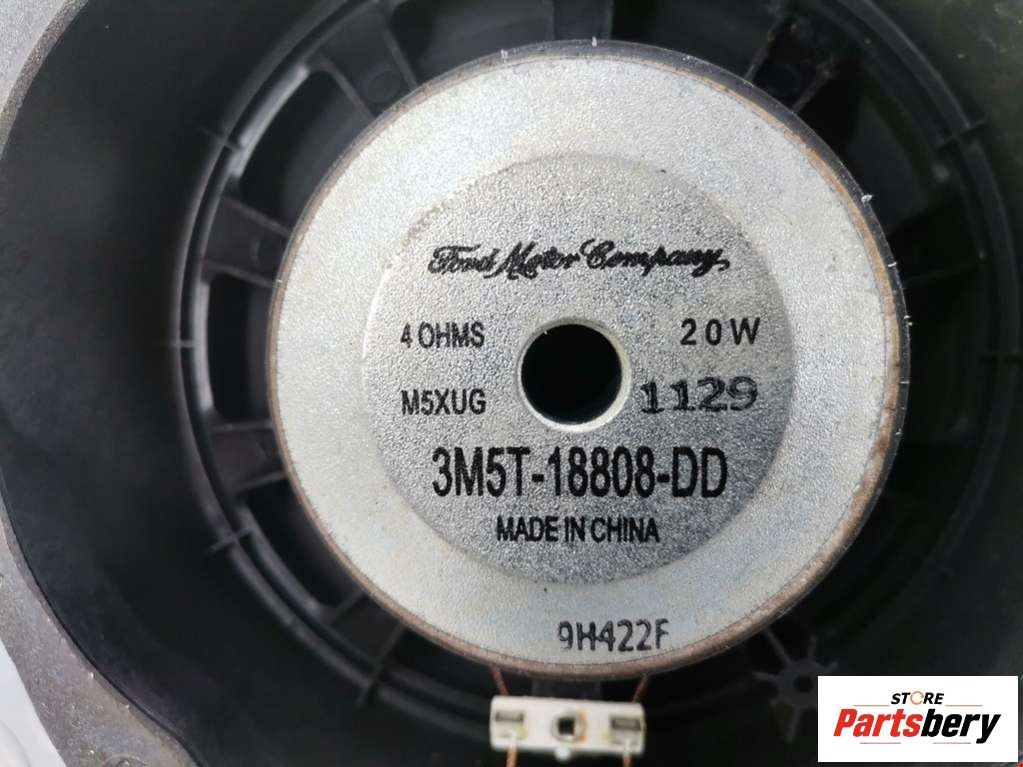 Ford Motor Company
4 OHMS 20W
M5XUG 1129
3M5T-18808-DD
MADE IN CHINA
9H422F
STORE
Partsbery